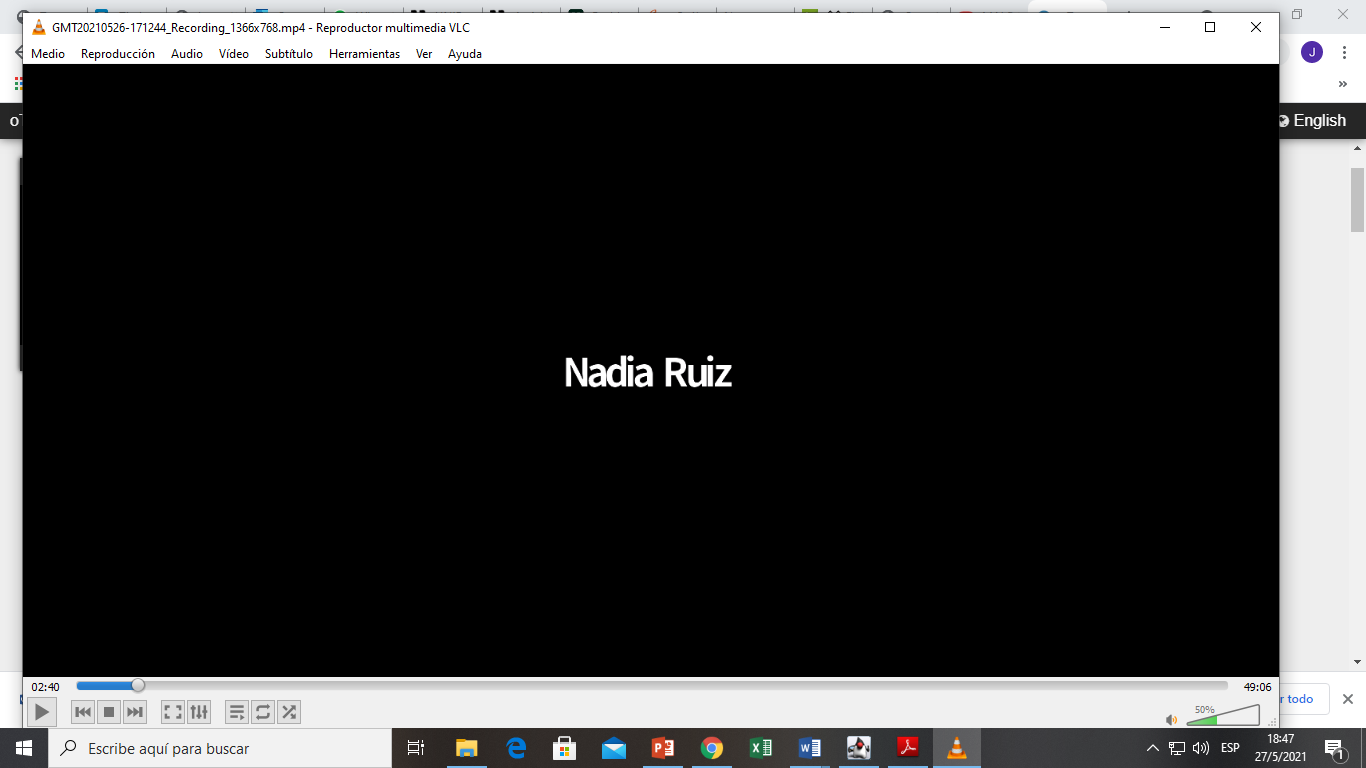 GMT20210526-171244_Recording_1366x768.mp4 - Reproductor multimedia VLC
Medio Reproducción Audio Vídeo Subtítulo Herramientas Ver Ayuda
J
English
Nadia Ruiz
02:40 49:06
50%
r todo
Escribe aquí para buscar
ESP
18:47
27/5/2021
1